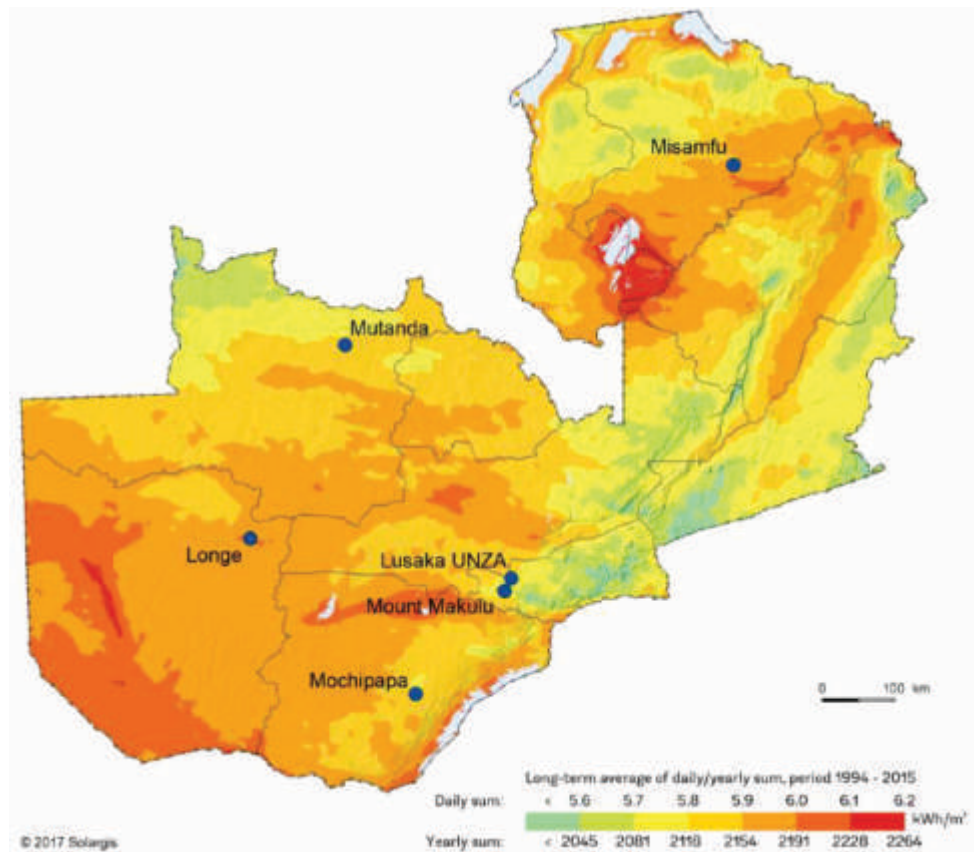 Misamfu
Mutanda
Longe
Lusaka UNZA
Mount Makulu
Mochipapa
0 100 km
Long-term average of daily/yearly sum, period 1994 - 2015
Daily sum: < 5.6 5.7 5.8 5.9 6.0 6.1 6.2
kWh/m²
Yearly sum: < 2045 2081 2118 2154 2191 2228 2264
© 2017 Solargis